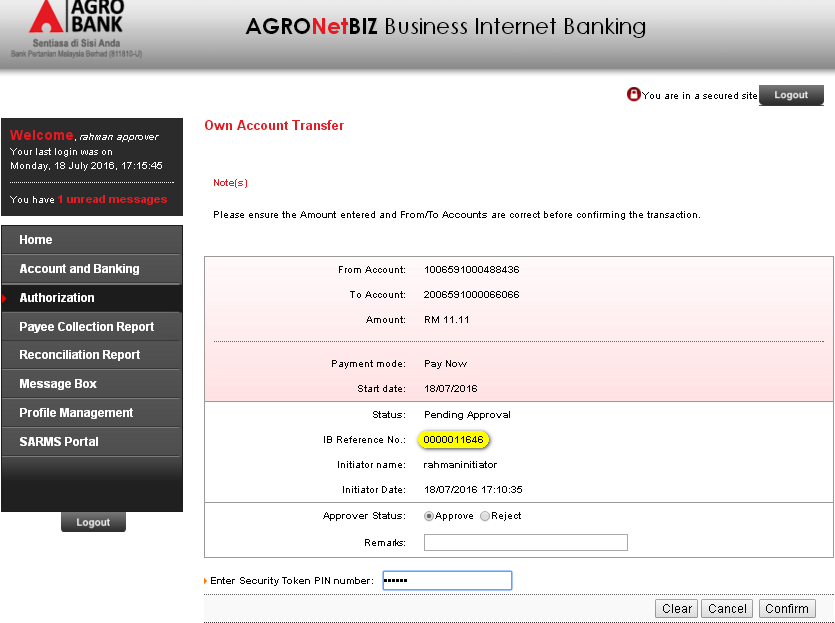 AGRO
BANK
Sentiasa di Sisi Anda
Bank Pertanian Malaysia Berhad (811810-U)
AGRONetBIZ Business Internet Banking
You are in a secured site
Logout
Welcome, rahman approver
Your last login was on
Monday, 18 July 2016, 17:15:45
You have 1 unread messages
Home
Account and Banking
Authorization
Payee Collection Report
Reconciliation Report
Message Box
Profile Management
SARMS Portal
Logout
Own Account Transfer
Note(s)
Please ensure the Amount entered and From/To Accounts are correct before confirming the transaction.
From Account: 1006591000488436
To Account: 2006591000066066
Amount: RM 11.11
Payment mode: Pay Now
Start date: 18/07/2016
Status: Pending Approval
IB Reference No.: 0000011646
Initiator name: rahmaninitiator
Initiator Date: 18/07/2016 17:10:35
Approver Status: Approve Reject
Remarks:
Enter Security Token PIN number: ••••••
Clear Cancel Confirm